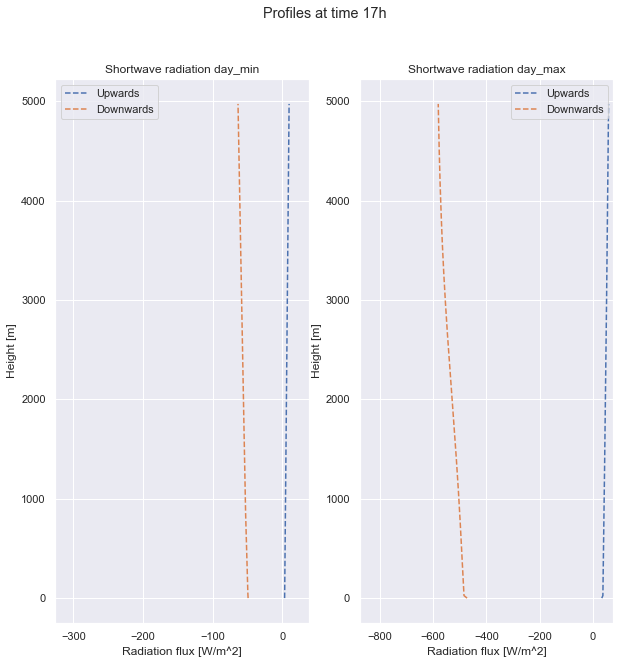 Profiles at time 17h
Shortwave radiation day_min
Upwards
Downwards
5000
4000
3000
2000
1000
0
Height [m]
−300
−200
−100
0
Radiation flux [W/m^2]
Shortwave radiation day_max
Upwards
Downwards
5000
4000
3000
2000
1000
0
Height [m]
−800
−600
−400
−200
0
Radiation flux [W/m^2]